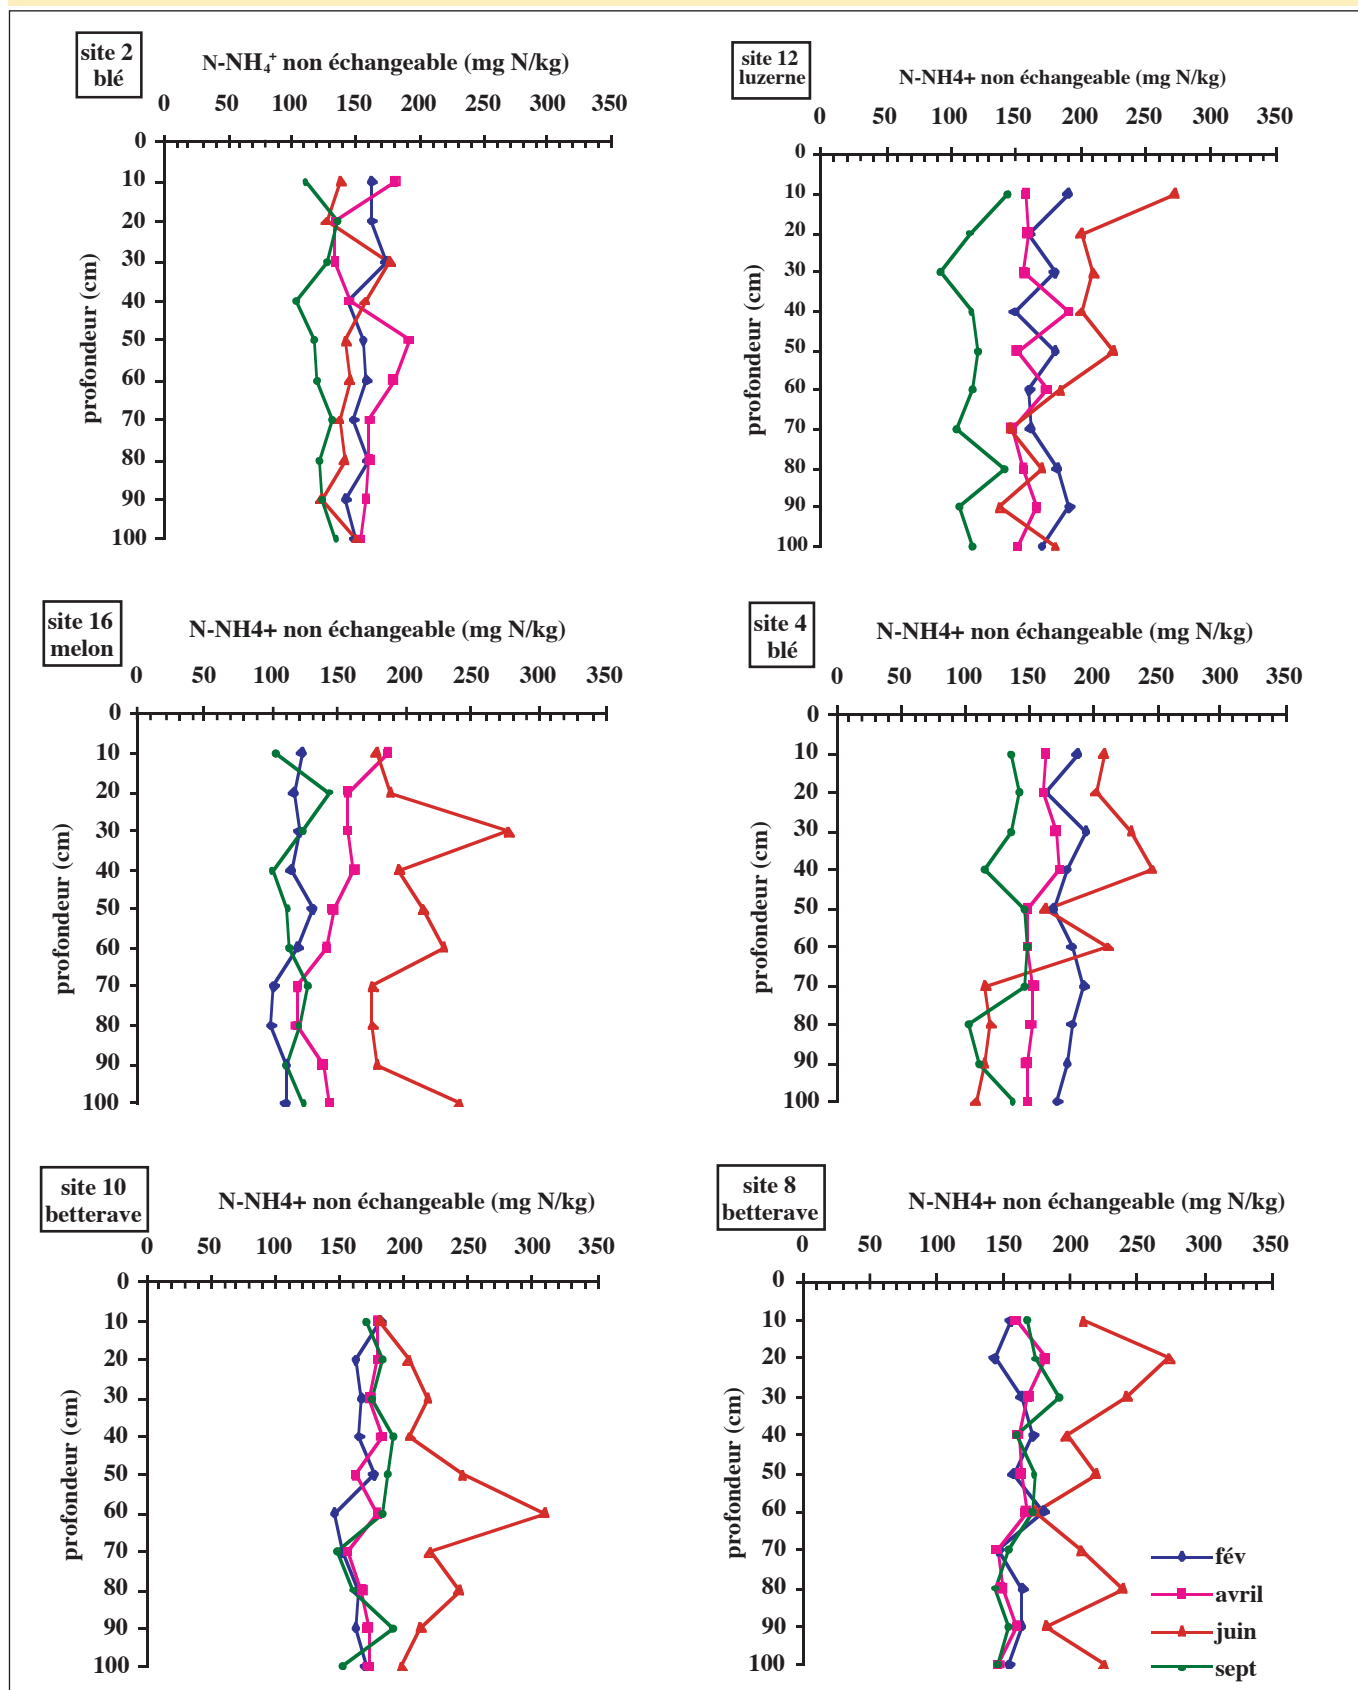 site 2
blé
N-NH₄⁺ non échangeable (mg N/kg)
0 50 100 150 200 250 300 350
0
10
20
30
40
50
60
70
80
90
100
profondeur (cm)
site 12
luzerne
N-NH4+ non échangeable (mg N/kg)
0 50 100 150 200 250 300 350
0
10
20
30
40
50
60
70
80
90
100
profondeur (cm)
site 16
melon
N-NH4+ non échangeable (mg N/kg)
0 50 100 150 200 250 300 350
0
10
20
30
40
50
60
70
80
90
100
profondeur (cm)
site 4
blé
N-NH4+ non échangeable (mg N/kg)
0 50 100 150 200 250 300 350
0
10
20
30
40
50
60
70
80
90
100
profondeur (cm)
site 10
betterave
N-NH4+ non échangeable (mg N/kg)
0 50 100 150 200 250 300 350
0
10
20
30
40
50
60
70
80
90
100
profondeur (cm)
site 8
betterave
N-NH4+ non échangeable (mg N/kg)
0 50 100 150 200 250 300 350
0
10
20
30
40
50
60
70
80
90
100
profondeur (cm)
fév
avril
juin
sept